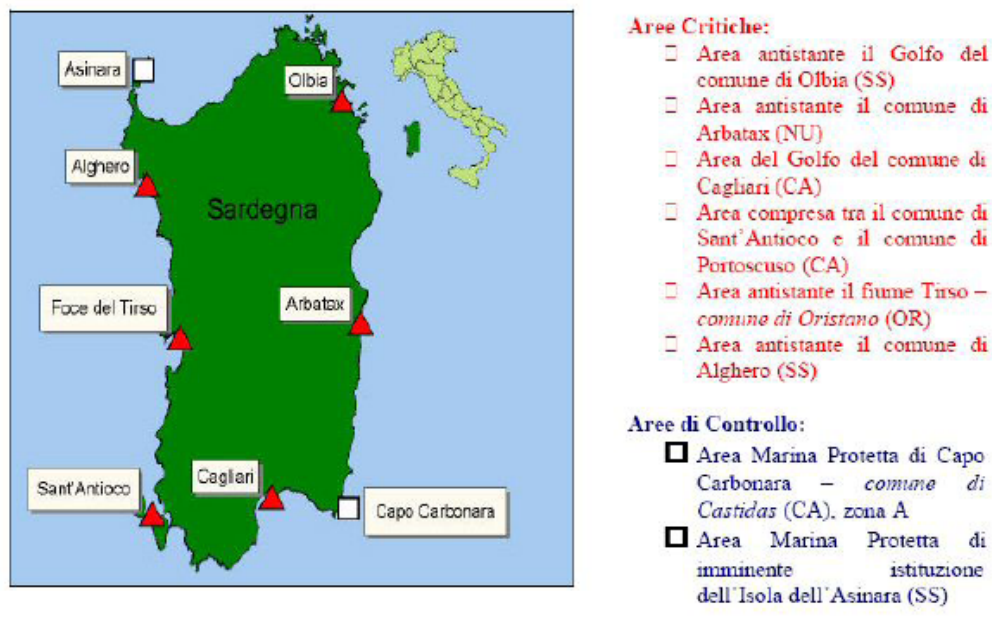 Asinara
Olbia
Alghero
Sardegna
Foce del Tirso
Arbatax
Sant'Antioco
Cagliari
Capo Carbonara
Aree Critiche:
Area antistante il Golfo del
comune di Olbia (SS)
Area antistante il comune di
Arbatax (NU)
Area del Golfo del comune di
Cagliari (CA)
Area compresa tra il comune di
Sant'Antioco e il comune di
Portoscuso (CA)
Area antistante il fiume Tirso –
comune di Oristano (OR)
Area antistante il comune di
Alghero (SS)
Aree di Controllo:
Area Marina Protetta di Capo
Carbonara – comune di
Castidas (CA), zona A
Area Marina Protetta di
imminente istituzione
dell'Isola dell'Asinara (SS)